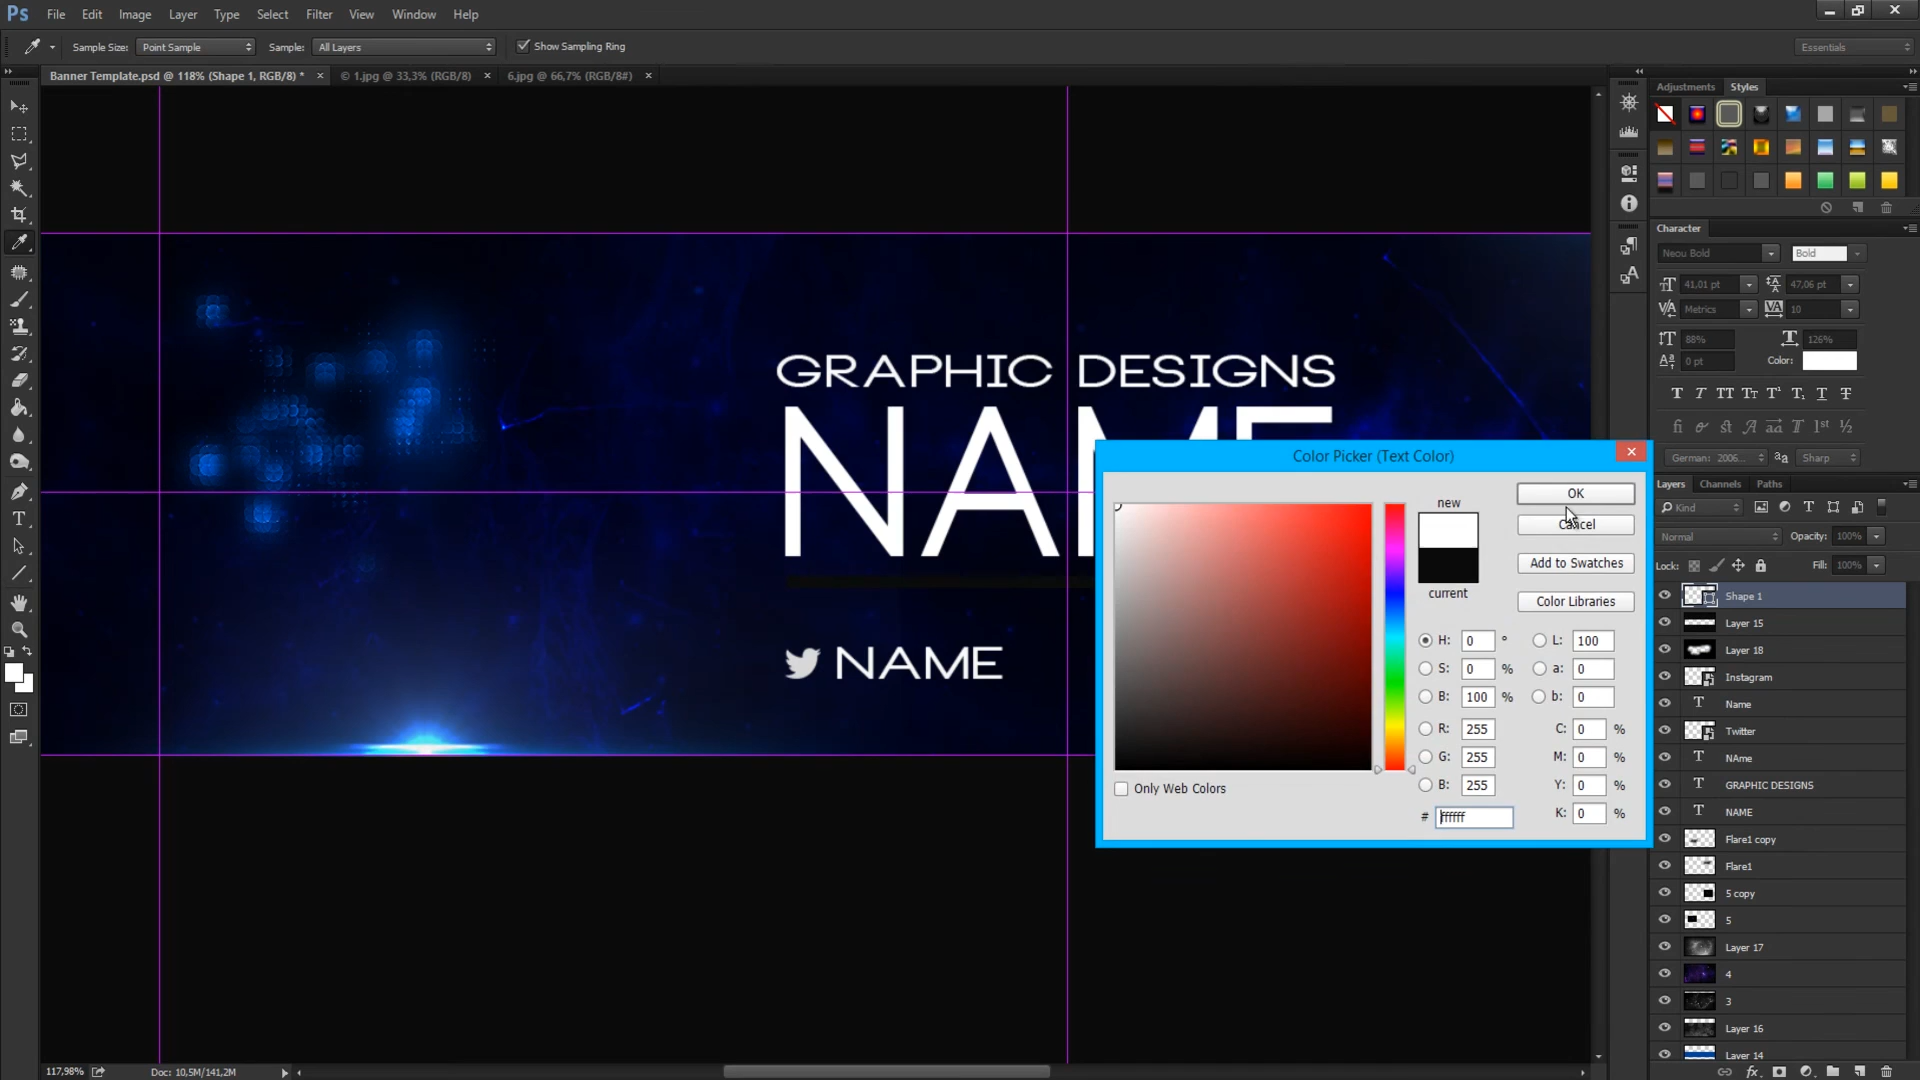 Ps File Edit Image Layer Type Select Filter View Window Help
Sample Size: Point Sample Sample: All Layers Show Sampling Ring Essentials
Banner Template.psd @ 118% (Shape 1, RGB/8) * × © 1.jpg @ 33,3% (RGB/8) × 6.jpg @ 66,7% (RGB/8#) ×
Adjustments Styles
Character
Neou Bold Bold
41,01 pt 47,06 pt
Metrics 10
88% 126%
0 pt Color:
German: 2006... aa Sharp
GRAPHIC DESIGNS
NAME
NAME
Color Picker (Text Color)
new
current
OK
Cancel
Add to Swatches
Color Libraries
H: 0 ° L: 100
S: 0 % a: 0
B: 100 % b: 0
R: 255 C: 0 %
G: 255 M: 0 %
B: 255 Y: 0 %
# ffffff K: 0 %
Only Web Colors
Layers Channels Paths
Kind
Normal Opacity: 100%
Lock: Fill: 100%
Shape 1
Layer 15
Layer 18
Instagram
Name
Twitter
NAme
GRAPHIC DESIGNS
NAME
Flare1 copy
Flare1
5 copy
5
Layer 17
4
3
Layer 16
Layer 14
117,98% Doc: 10,5M/141,2M